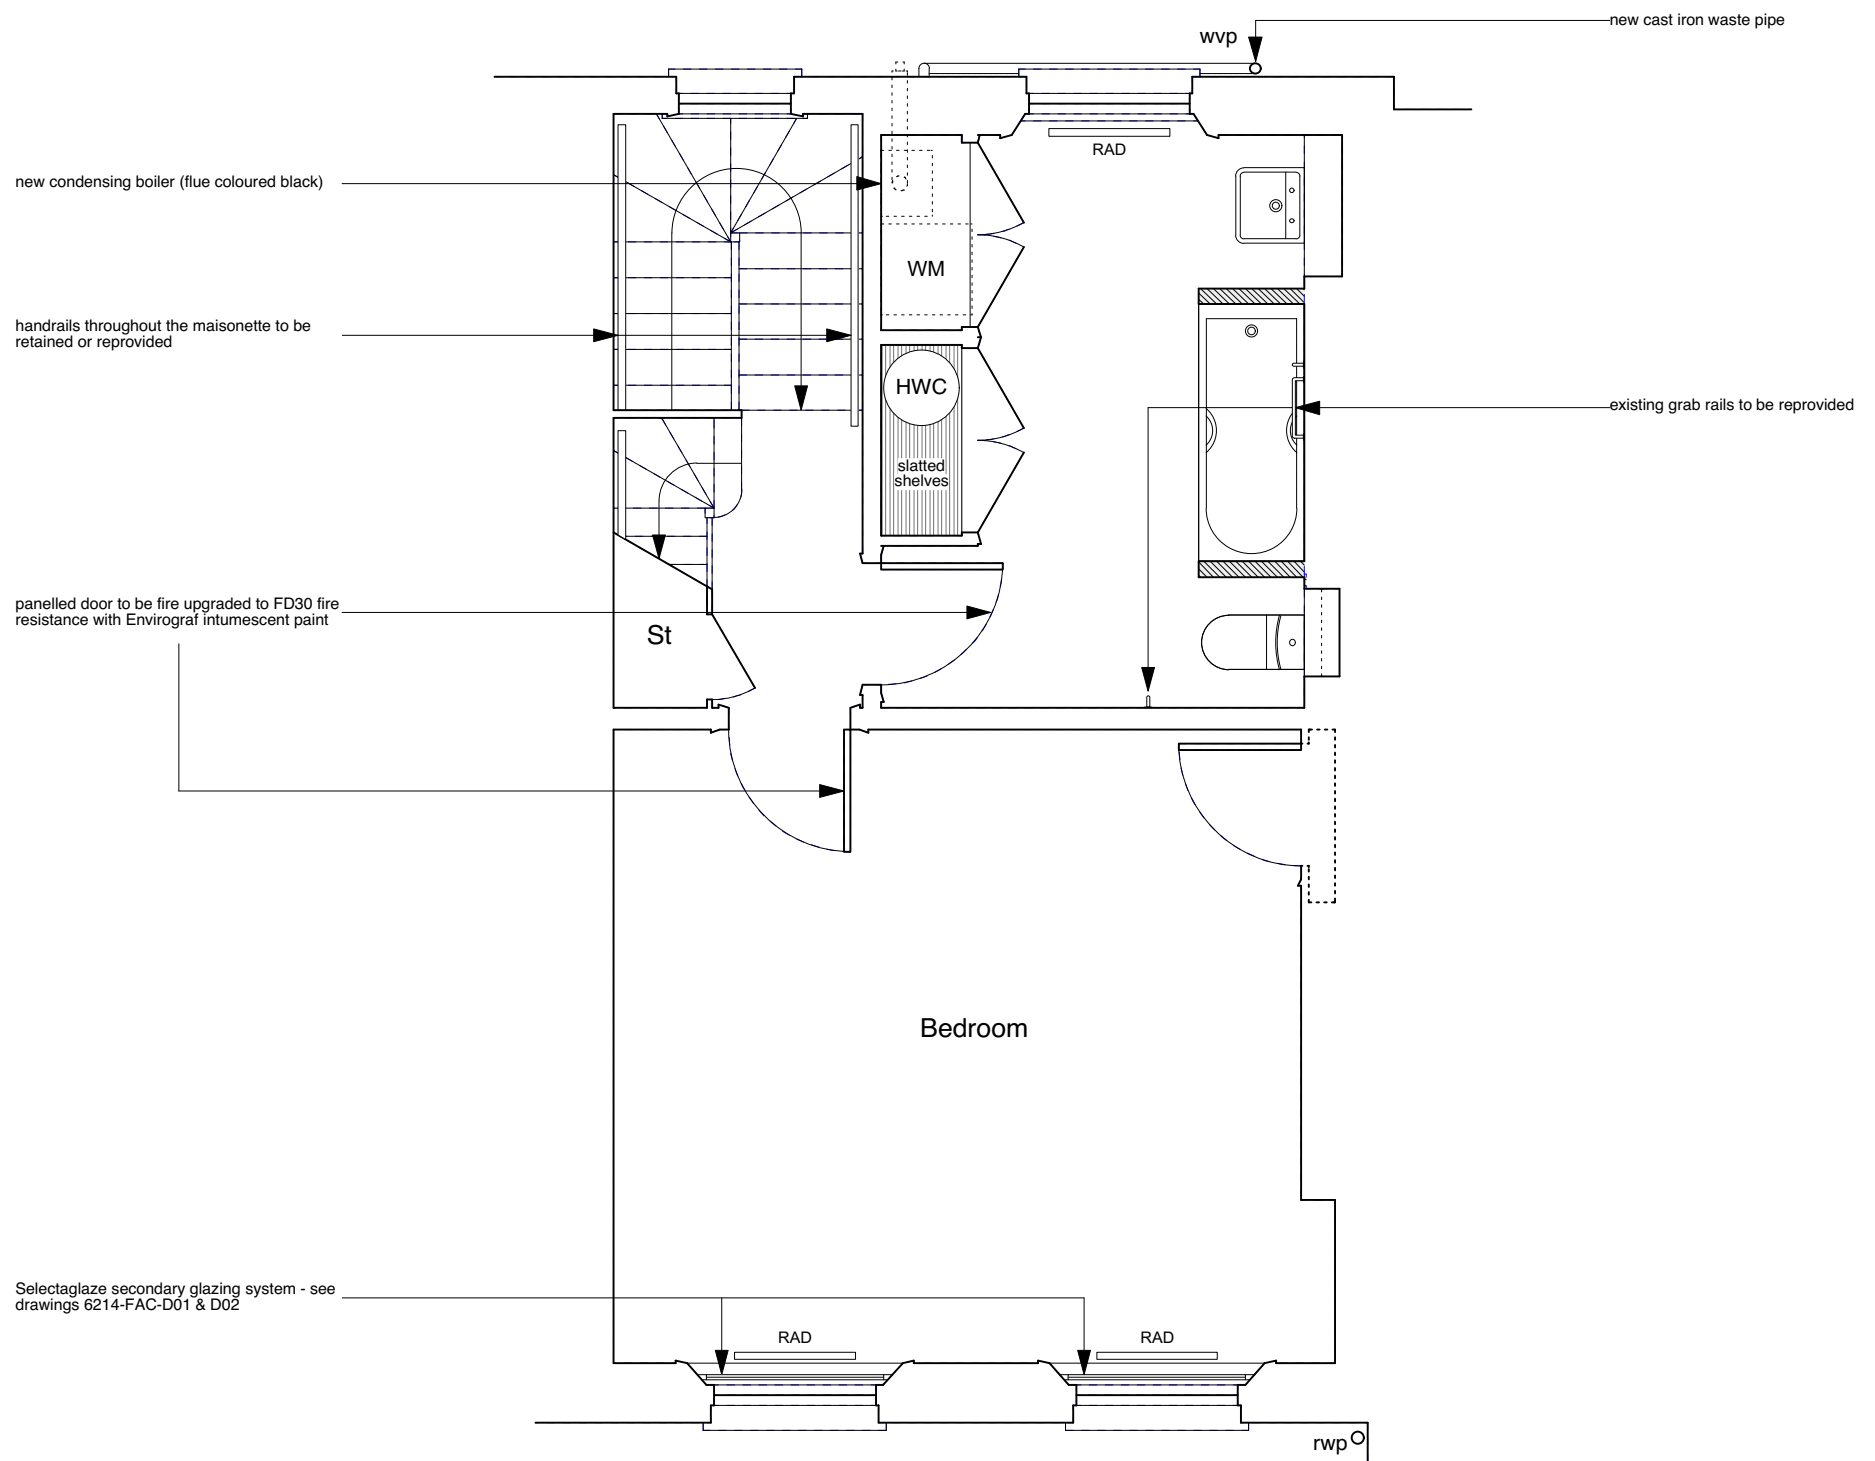 new cast iron waste pipe
wvp
RAD
new condensing boiler (flue coloured black)
WM
handrails throughout the maisonette to be
retained or reprovided
HWC
existing grab rails to be reprovided
slatted
shelves
panelled door to be fire upgraded to FD30 fire
resistance with Envirograf intumescent paint
St
Bedroom
Selectaglaze secondary glazing system - see
drawings 6214-FAC-D01 & D02
RAD
RAD
rwp